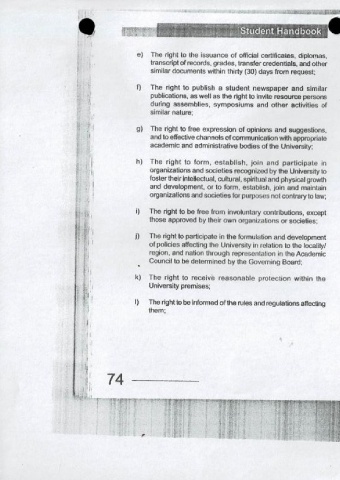 Student Handbook
e) The right to the issuance of official certificates, diplomas,
transcript of records, grades, transfer credentials, and other
similar documents within thirty (30) days from request;
f) The right to publish a student newspaper and similar
publications, as well as the right to invite resource persons
during assemblies, symposiums and other activities of
similar nature;
g) The right to free expression of opinions and suggestions,
and to effective channels of communication with appropriate
academic and administrative bodies of the University;
h) The right to form, establish, join and participate in
organizations and societies recognized by the University to
foster their intellectual, cultural, spiritual and physical growth
and development, or to form, establish, join and maintain
organizations and societies for purposes not contrary to law;
i) The right to be free from involuntary contributions, except
those approved by their own organizations or societies;
j) The right to participate in the formulation and development
of policies affecting the University in relation to the locality/
region, and nation through representation in the Academic
Council to be determined by the Governing Board;
k) The right to receive reasonable protection within the
University premises;
l) The right to be informed of the rules and regulations affecting
them;
74